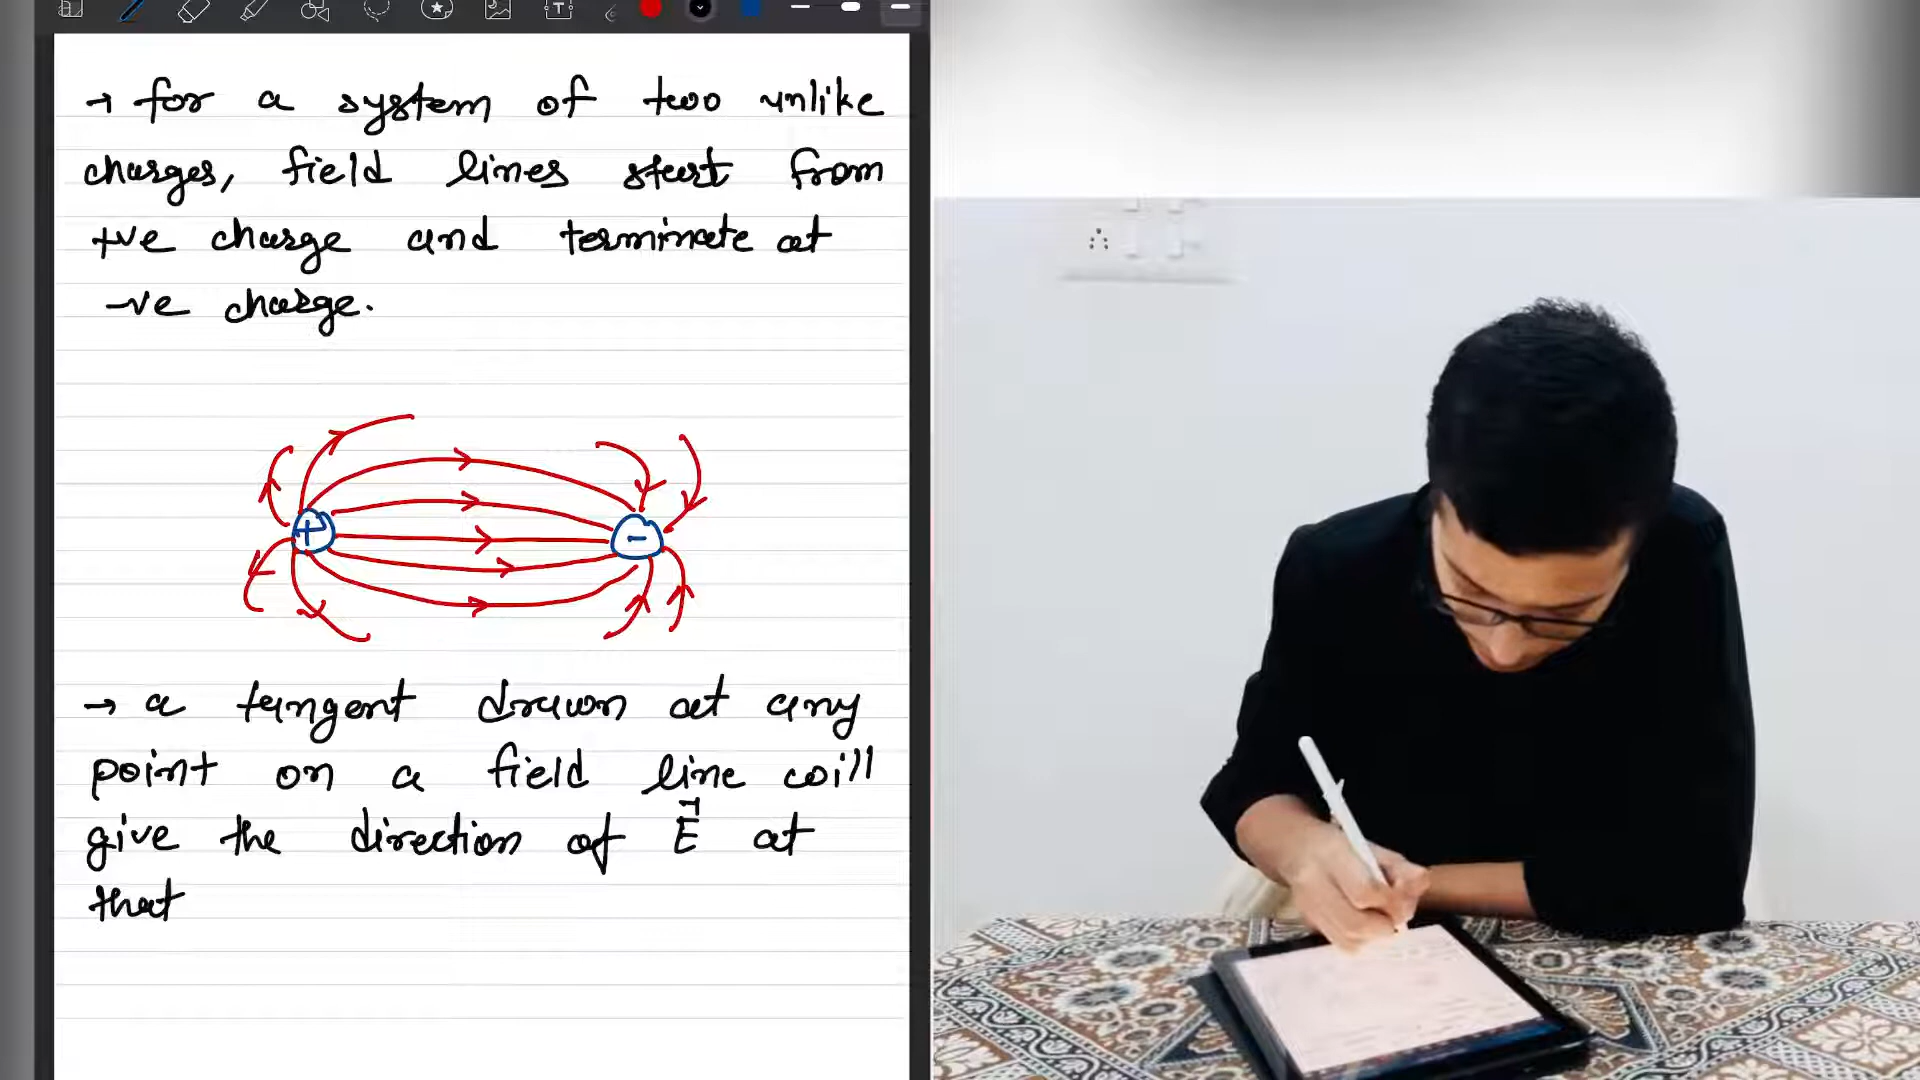 → for a system of two unlike
charges, field lines start from
+ve charge and terminate at
-ve charge.
+
-
→ a tangent drawn at any
point on a field line will
give the direction of E⃗ at
that